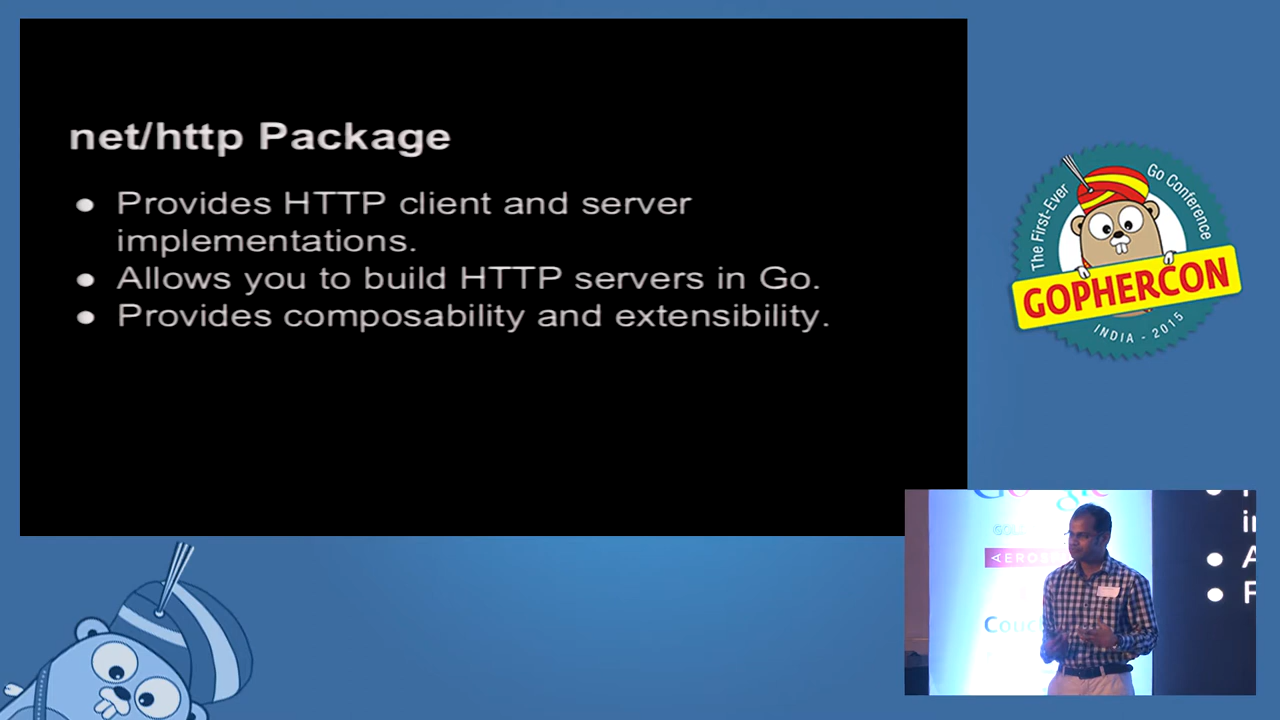 net/http Package
● Provides HTTP client and server
implementations.
● Allows you to build HTTP servers in Go.
● Provides composability and extensibility.
The First-Ever
Go Conference
GOPHERCON
INDIA - 2015
Google